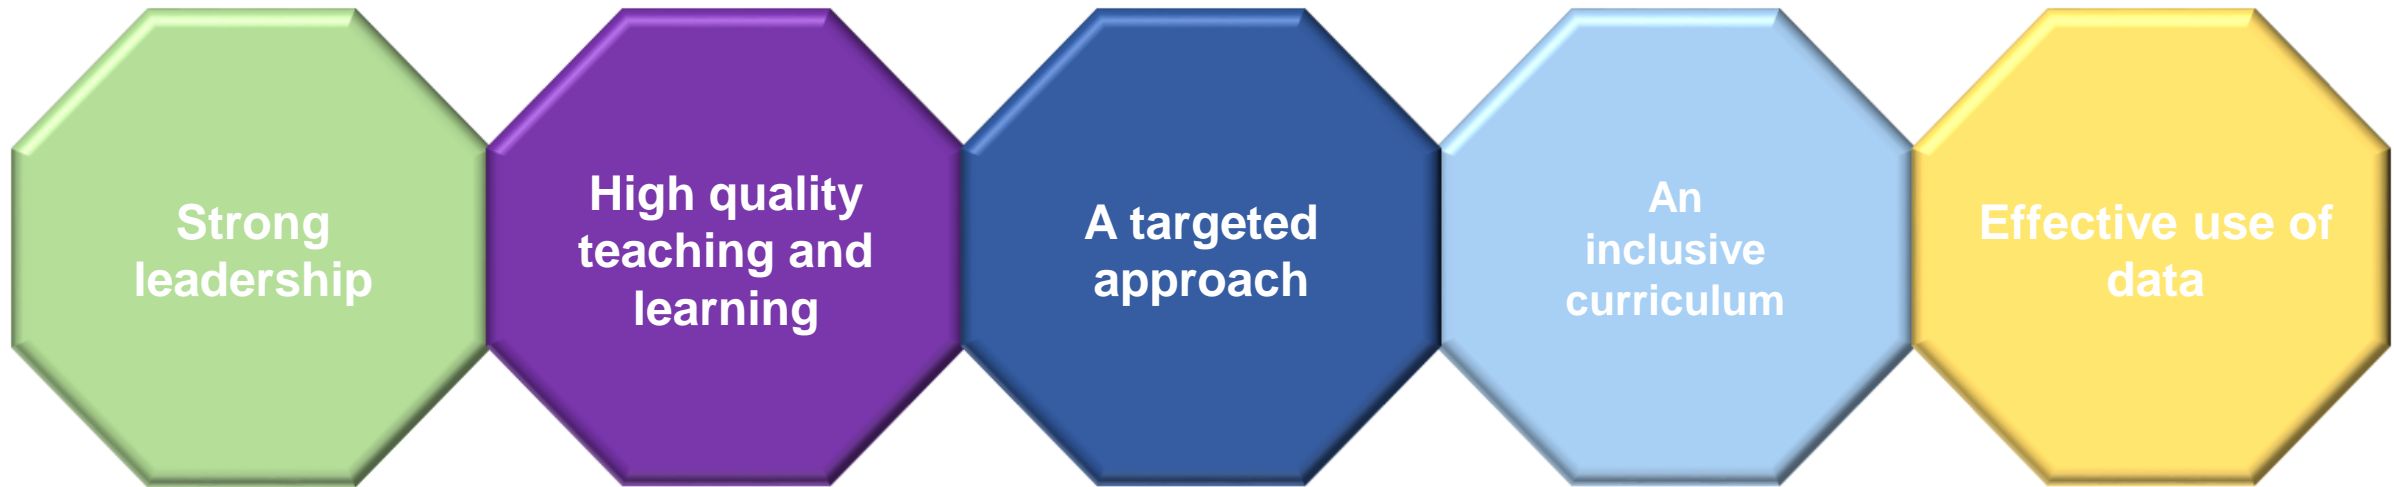 Strong
leadership
High quality
teaching and
learning
A targeted
approach
An
inclusive
curriculum
Effective use of
data